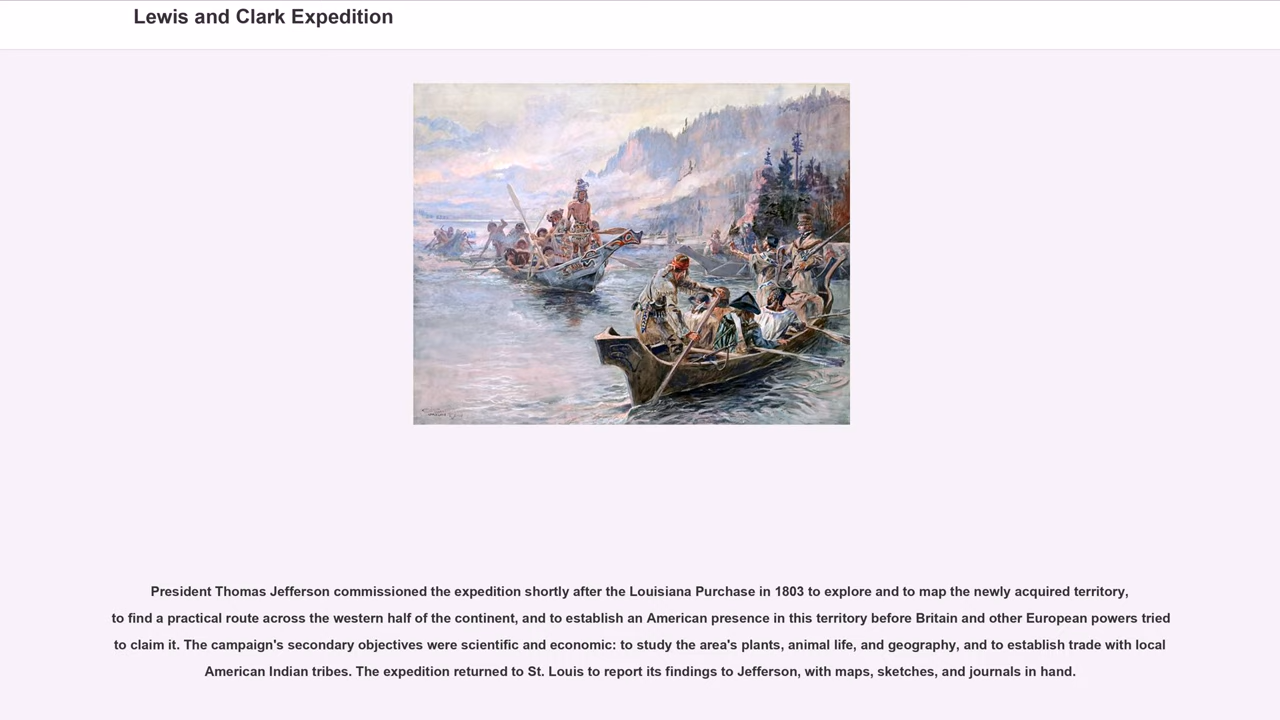 Lewis and Clark Expedition
President Thomas Jefferson commissioned the expedition shortly after the Louisiana Purchase in 1803 to explore and to map the newly acquired territory,
to find a practical route across the western half of the continent, and to establish an American presence in this territory before Britain and other European powers tried
to claim it. The campaign's secondary objectives were scientific and economic: to study the area's plants, animal life, and geography, and to establish trade with local
American Indian tribes. The expedition returned to St. Louis to report its findings to Jefferson, with maps, sketches, and journals in hand.